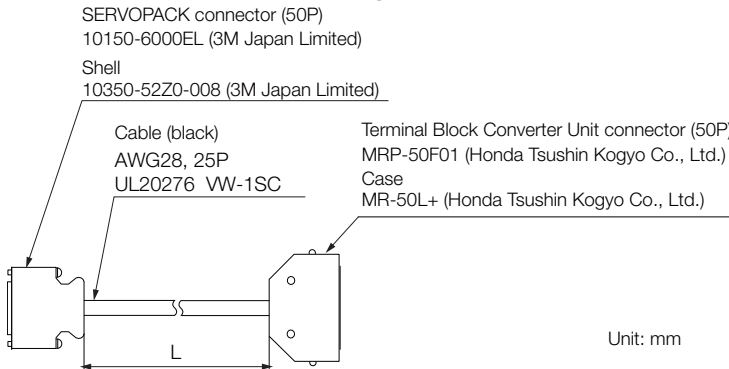 SERVOPACK connector (50P)
10150-6000EL (3M Japan Limited)
Shell
10350-52Z0-008 (3M Japan Limited)
Cable (black)
AWG28, 25P
UL20276 VW-1SC
Terminal Block Converter Unit connector (50P)
MRP-50F01 (Honda Tsushin Kogyo Co., Ltd.)
Case
MR-50L+ (Honda Tsushin Kogyo Co., Ltd.)
L
Unit: mm